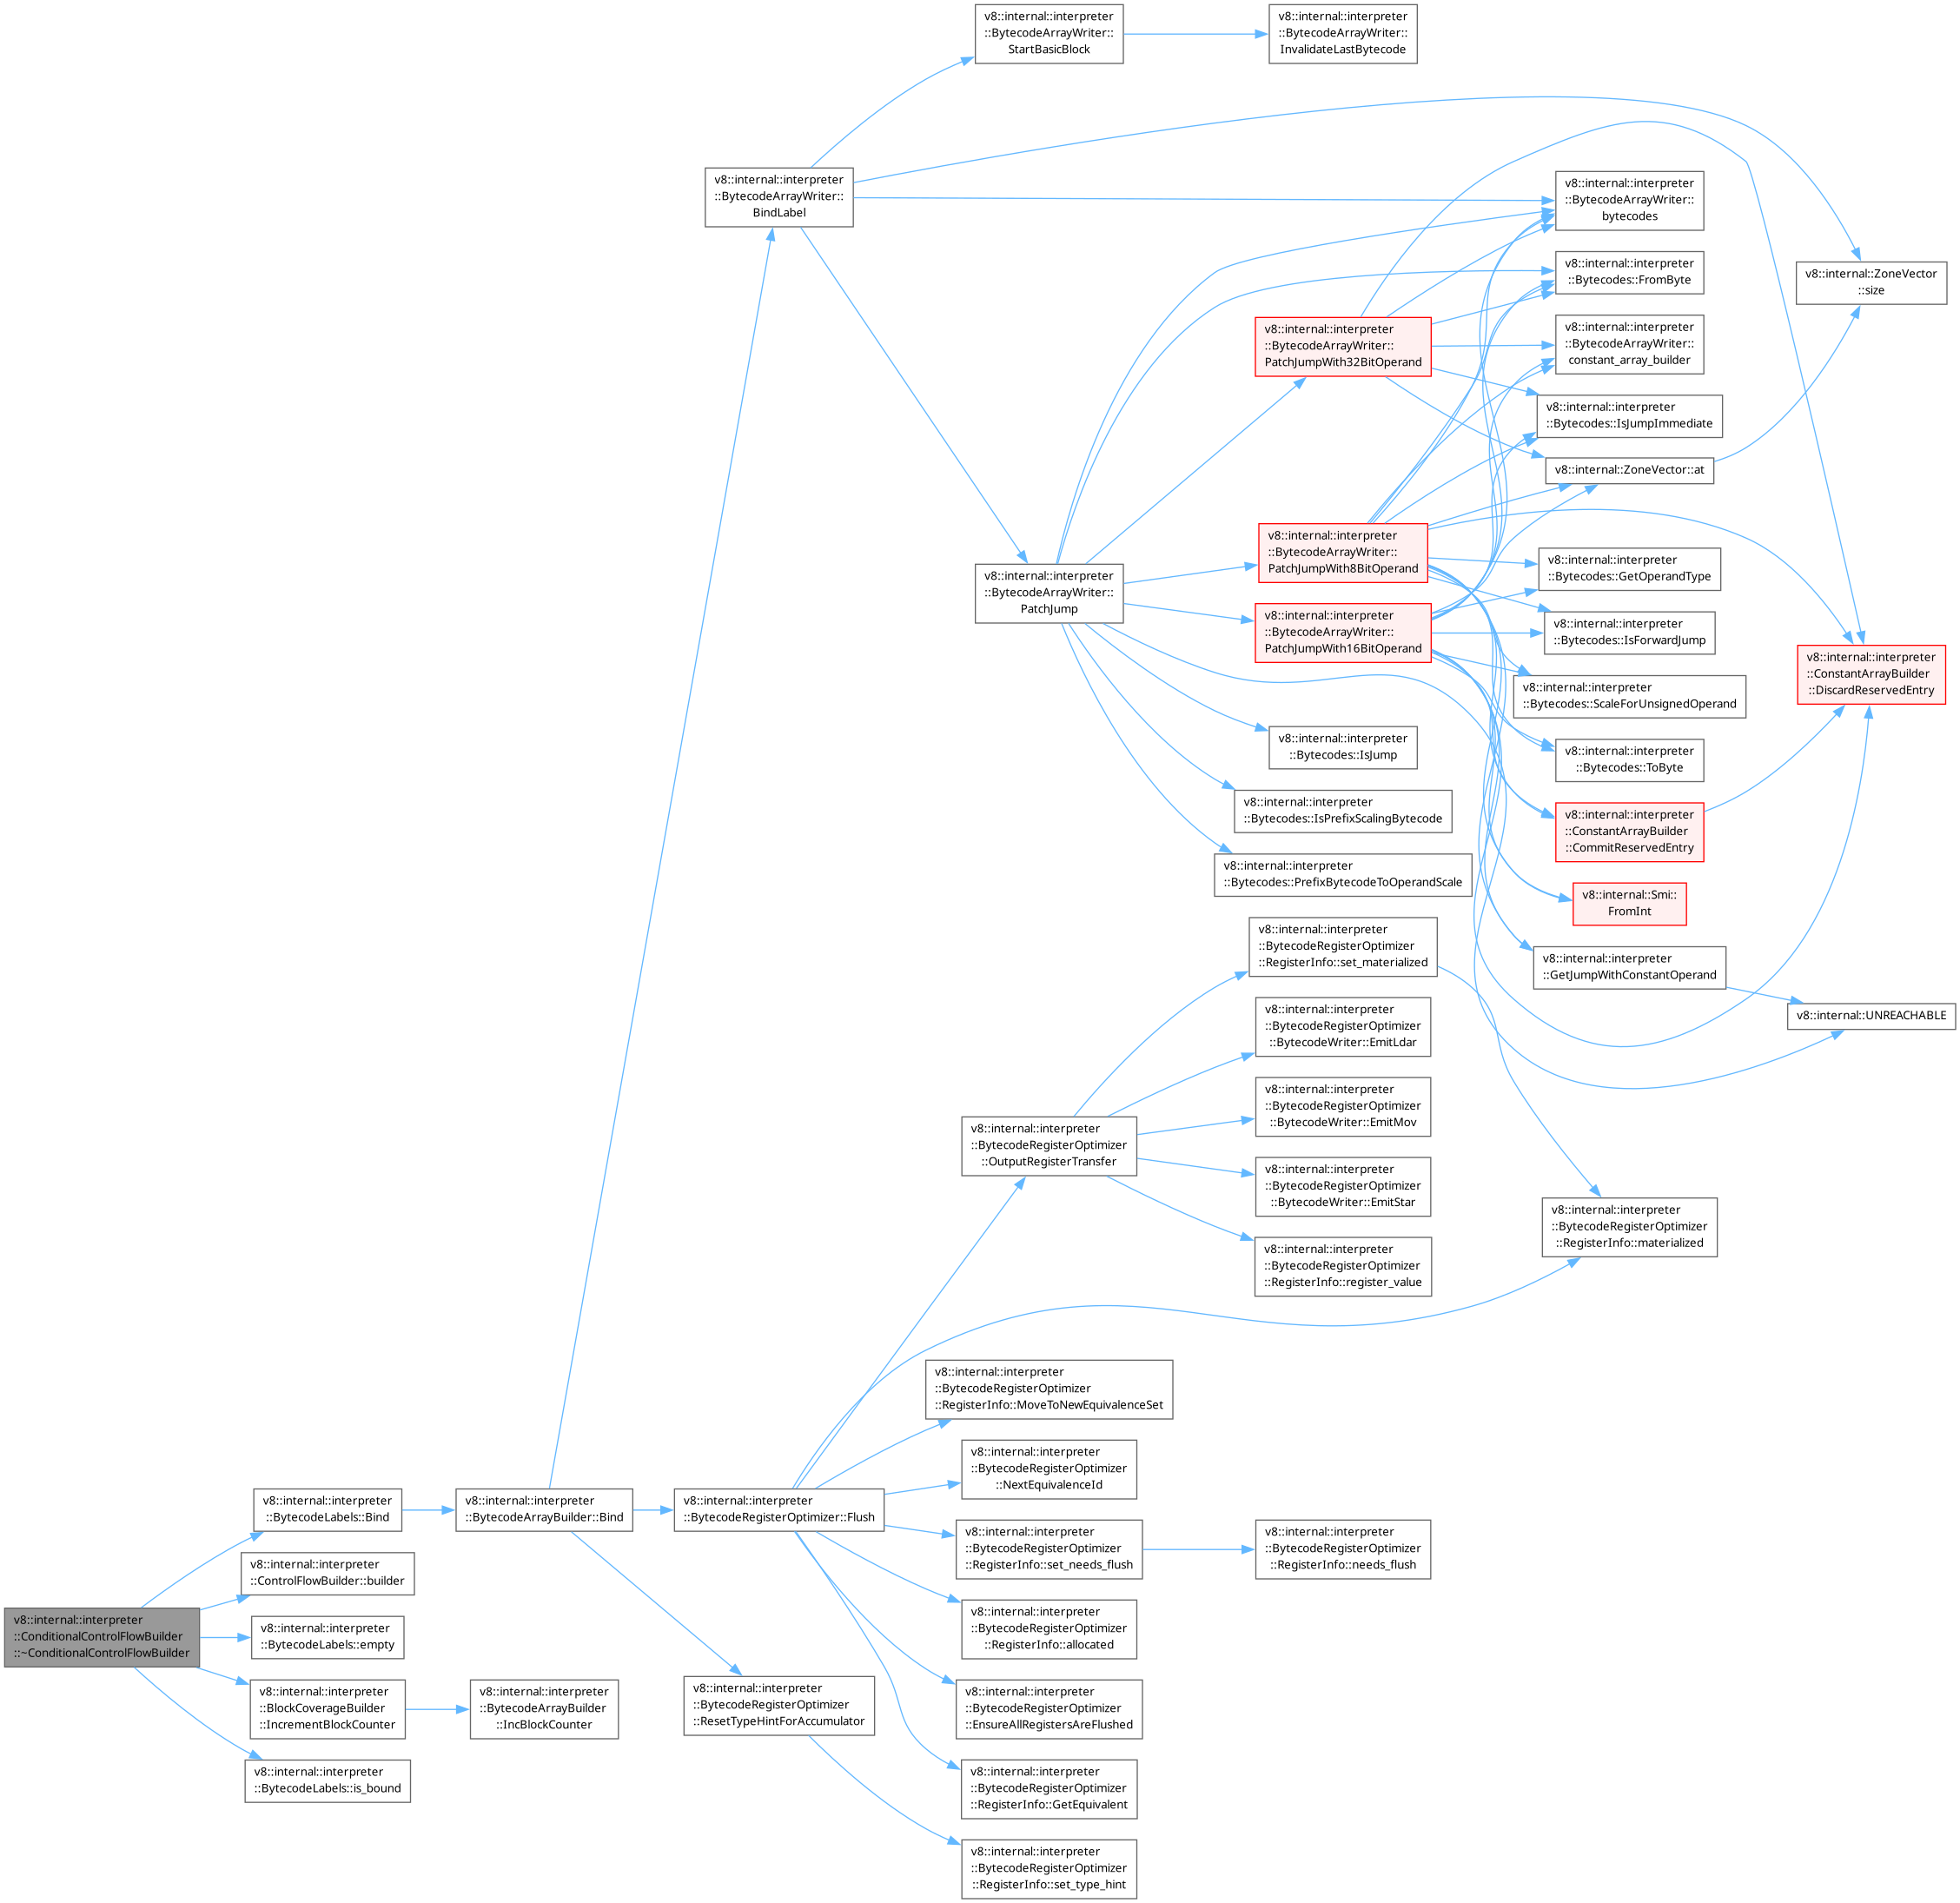 v8::internal::interpreter
::BytecodeArrayWriter::
StartBasicBlock
v8::internal::interpreter
::BytecodeArrayWriter::
InvalidateLastBytecode
v8::internal::interpreter
::BytecodeArrayWriter::
BindLabel
v8::internal::interpreter
::BytecodeArrayWriter::
bytecodes
v8::internal::interpreter
::Bytecodes::FromByte
v8::internal::ZoneVector
::size
v8::internal::interpreter
::BytecodeArrayWriter::
PatchJumpWith32BitOperand
v8::internal::interpreter
::BytecodeArrayWriter::
constant_array_builder
v8::internal::interpreter
::Bytecodes::IsJumpImmediate
v8::internal::ZoneVector::at
v8::internal::interpreter
::BytecodeArrayWriter::
PatchJumpWith8BitOperand
v8::internal::interpreter
::Bytecodes::GetOperandType
v8::internal::interpreter
::BytecodeArrayWriter::
PatchJump
v8::internal::interpreter
::BytecodeArrayWriter::
PatchJumpWith16BitOperand
v8::internal::interpreter
::Bytecodes::IsForwardJump
v8::internal::interpreter
::ConstantArrayBuilder
::DiscardReservedEntry
v8::internal::interpreter
::Bytecodes::ScaleForUnsignedOperand
v8::internal::interpreter
::Bytecodes::IsJump
v8::internal::interpreter
::Bytecodes::ToByte
v8::internal::interpreter
::Bytecodes::IsPrefixScalingBytecode
v8::internal::interpreter
::ConstantArrayBuilder
::CommitReservedEntry
v8::internal::interpreter
::Bytecodes::PrefixBytecodeToOperandScale
v8::internal::Smi::
FromInt
v8::internal::interpreter
::BytecodeRegisterOptimizer
::RegisterInfo::set_materialized
v8::internal::interpreter
::GetJumpWithConstantOperand
v8::internal::UNREACHABLE
v8::internal::interpreter
::BytecodeRegisterOptimizer
::BytecodeWriter::EmitLdar
v8::internal::interpreter
::BytecodeRegisterOptimizer
::BytecodeWriter::EmitMov
v8::internal::interpreter
::BytecodeRegisterOptimizer
::OutputRegisterTransfer
v8::internal::interpreter
::BytecodeRegisterOptimizer
::BytecodeWriter::EmitStar
v8::internal::interpreter
::BytecodeRegisterOptimizer
::RegisterInfo::materialized
v8::internal::interpreter
::BytecodeRegisterOptimizer
::RegisterInfo::register_value
v8::internal::interpreter
::BytecodeRegisterOptimizer
::RegisterInfo::MoveToNewEquivalenceSet
v8::internal::interpreter
::BytecodeRegisterOptimizer
::NextEquivalenceId
v8::internal::interpreter
::BytecodeLabels::Bind
v8::internal::interpreter
::BytecodeArrayBuilder::Bind
v8::internal::interpreter
::BytecodeRegisterOptimizer::Flush
v8::internal::interpreter
::BytecodeRegisterOptimizer
::RegisterInfo::set_needs_flush
v8::internal::interpreter
::BytecodeRegisterOptimizer
::RegisterInfo::needs_flush
v8::internal::interpreter
::ControlFlowBuilder::builder
v8::internal::interpreter
::ConditionalControlFlowBuilder
::~ConditionalControlFlowBuilder
v8::internal::interpreter
::BytecodeLabels::empty
v8::internal::interpreter
::BytecodeRegisterOptimizer
::RegisterInfo::allocated
v8::internal::interpreter
::BlockCoverageBuilder
::IncrementBlockCounter
v8::internal::interpreter
::BytecodeArrayBuilder
::IncBlockCounter
v8::internal::interpreter
::BytecodeRegisterOptimizer
::ResetTypeHintForAccumulator
v8::internal::interpreter
::BytecodeRegisterOptimizer
::EnsureAllRegistersAreFlushed
v8::internal::interpreter
::BytecodeLabels::is_bound
v8::internal::interpreter
::BytecodeRegisterOptimizer
::RegisterInfo::GetEquivalent
v8::internal::interpreter
::BytecodeRegisterOptimizer
::RegisterInfo::set_type_hint